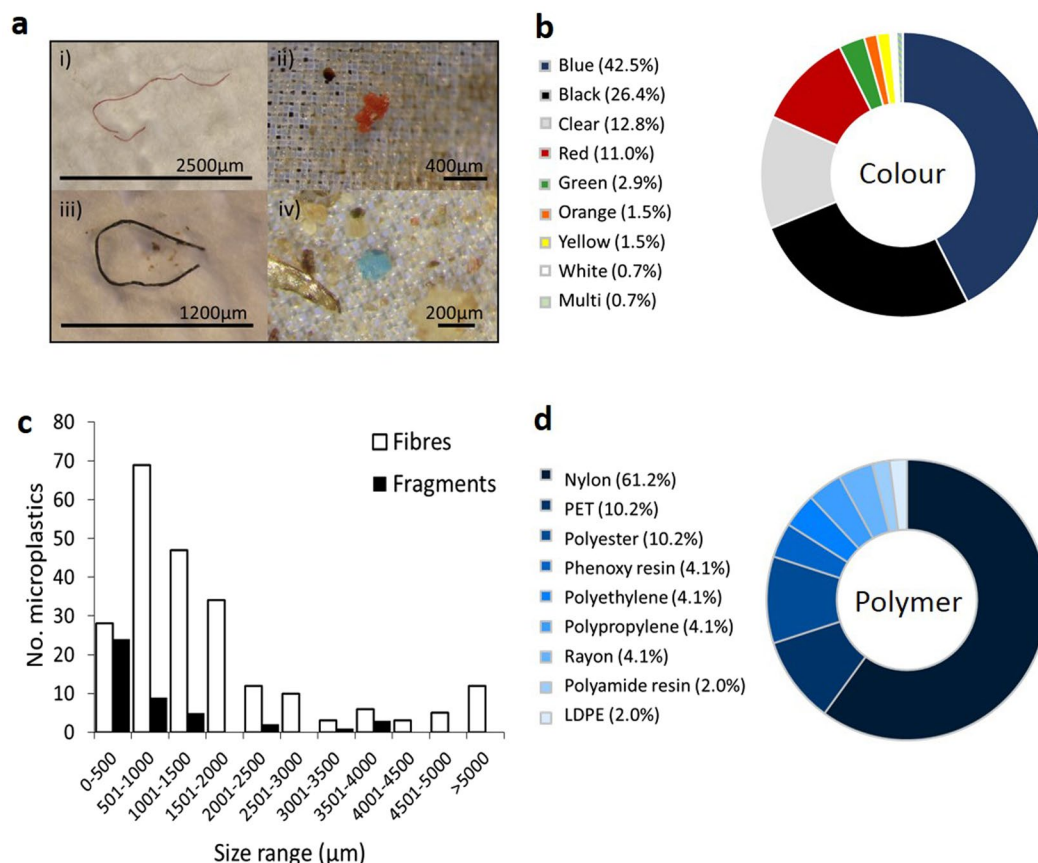 a
i)
2500µm
ii)
400µm
iii)
1200µm
iv)
200µm
b
Blue (42.5%)
Black (26.4%)
Clear (12.8%)
Red (11.0%)
Green (2.9%)
Orange (1.5%)
Yellow (1.5%)
White (0.7%)
Multi (0.7%)
Colour
c
No. microplastics
80
70
60
50
40
30
20
10
0
Fibres
Fragments
0-500
501-1000
1001-1500
1501-2000
2001-2500
2501-3000
3001-3500
3501-4000
4001-4500
4501-5000
>5000
Size range (µm)
d
Nylon (61.2%)
PET (10.2%)
Polyester (10.2%)
Phenoxy resin (4.1%)
Polyethylene (4.1%)
Polypropylene (4.1%)
Rayon (4.1%)
Polyamide resin (2.0%)
LDPE (2.0%)
Polymer